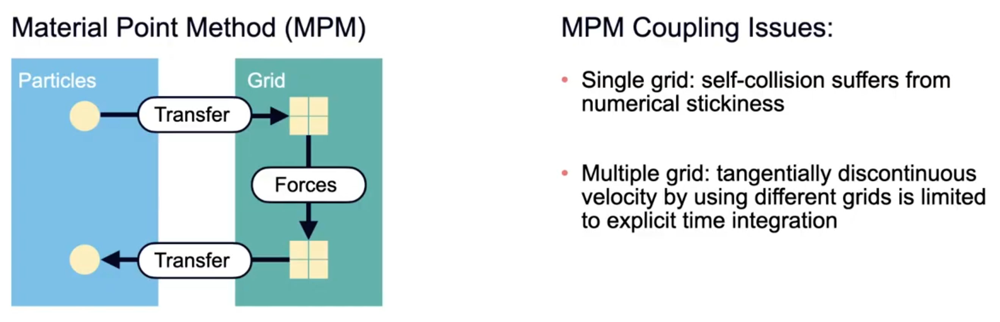 Material Point Method (MPM)
Particles
Grid
Transfer
Forces
Transfer
MPM Coupling Issues:
• Single grid: self-collision suffers from
numerical stickiness
• Multiple grid: tangentially discontinuous
velocity by using different grids is limited
to explicit time integration